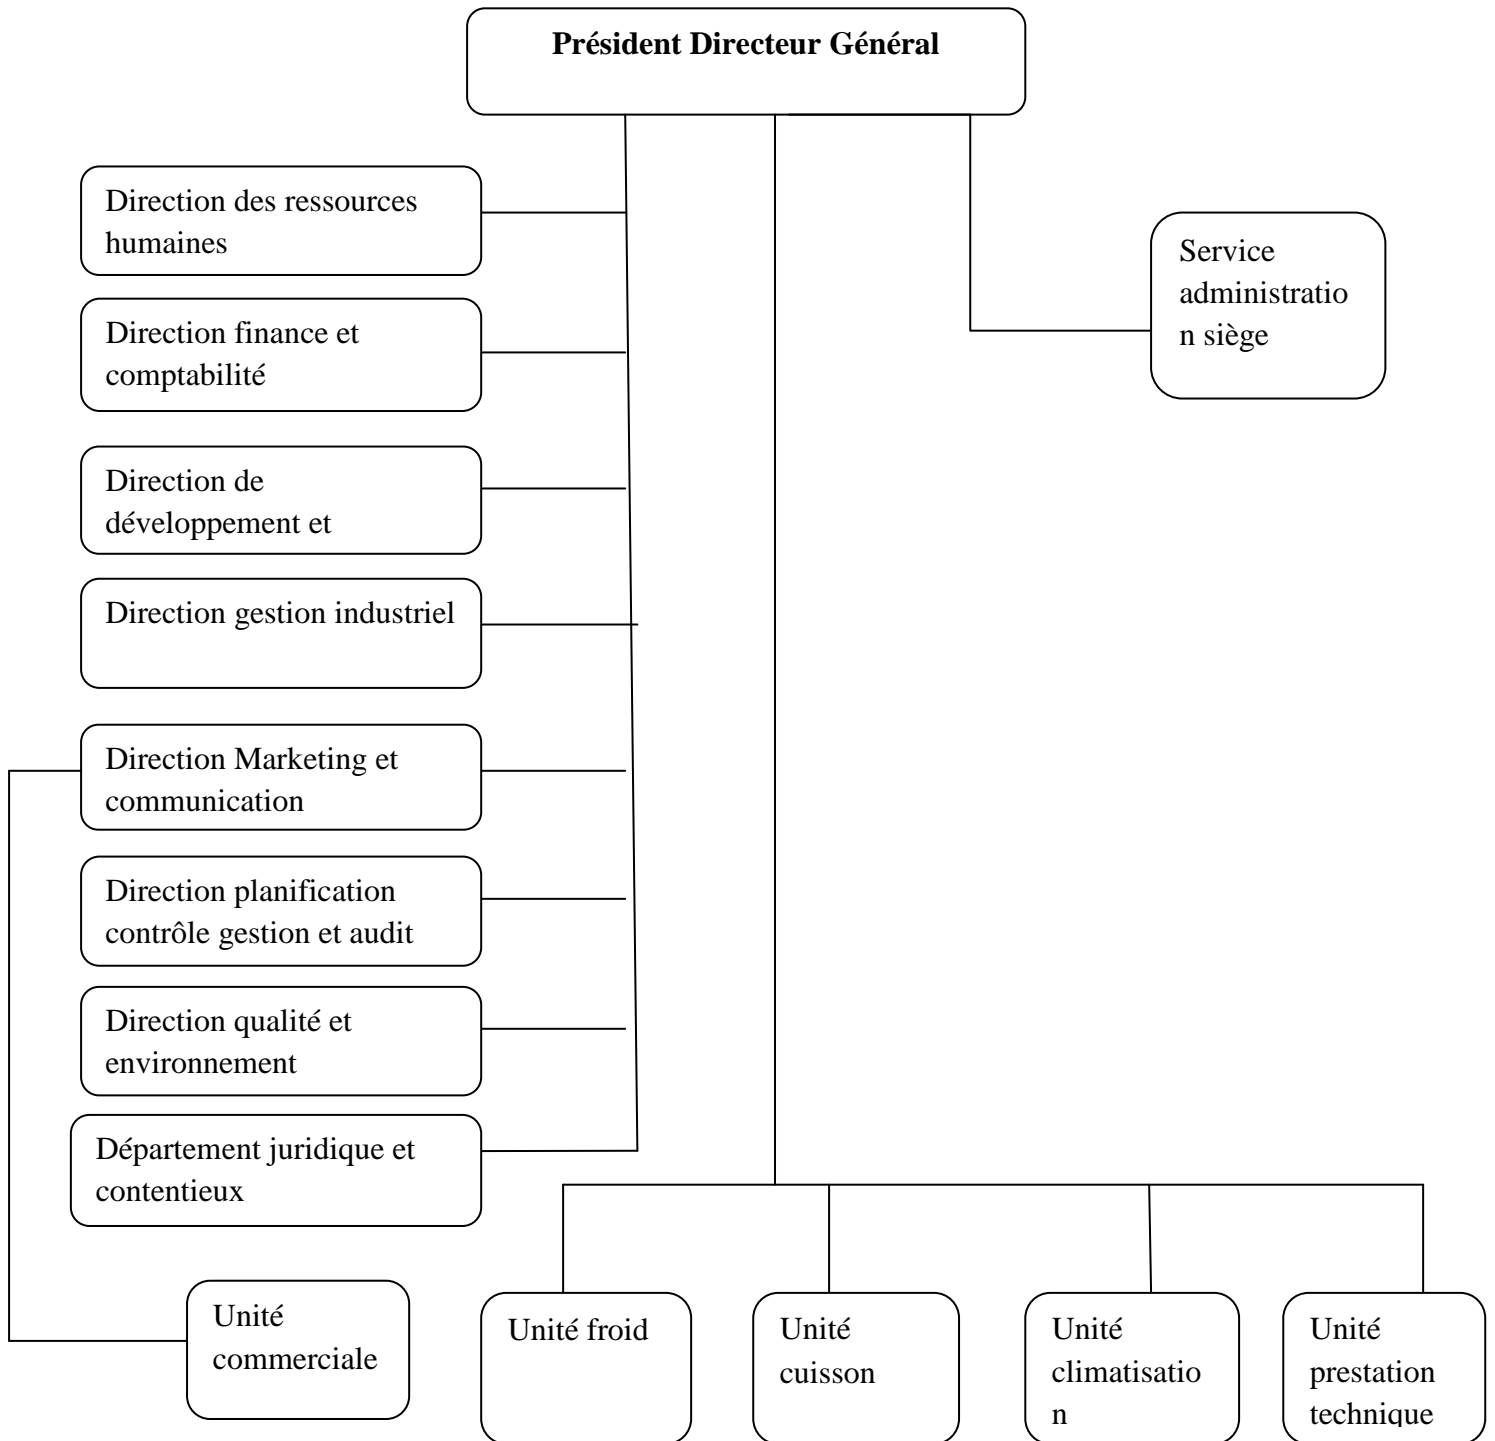 Président Directeur Général
Direction des ressources
humaines
Service
administratio
n siège
Direction finance et
comptabilité
Direction de
développement et
Direction gestion industriel
Direction Marketing et
communication
Direction planification
contrôle gestion et audit
Direction qualité et
environnement
Département juridique et
contentieux
Unité
commerciale
Unité froid
Unité
cuisson
Unité
climatisatio
n
Unité
prestation
technique